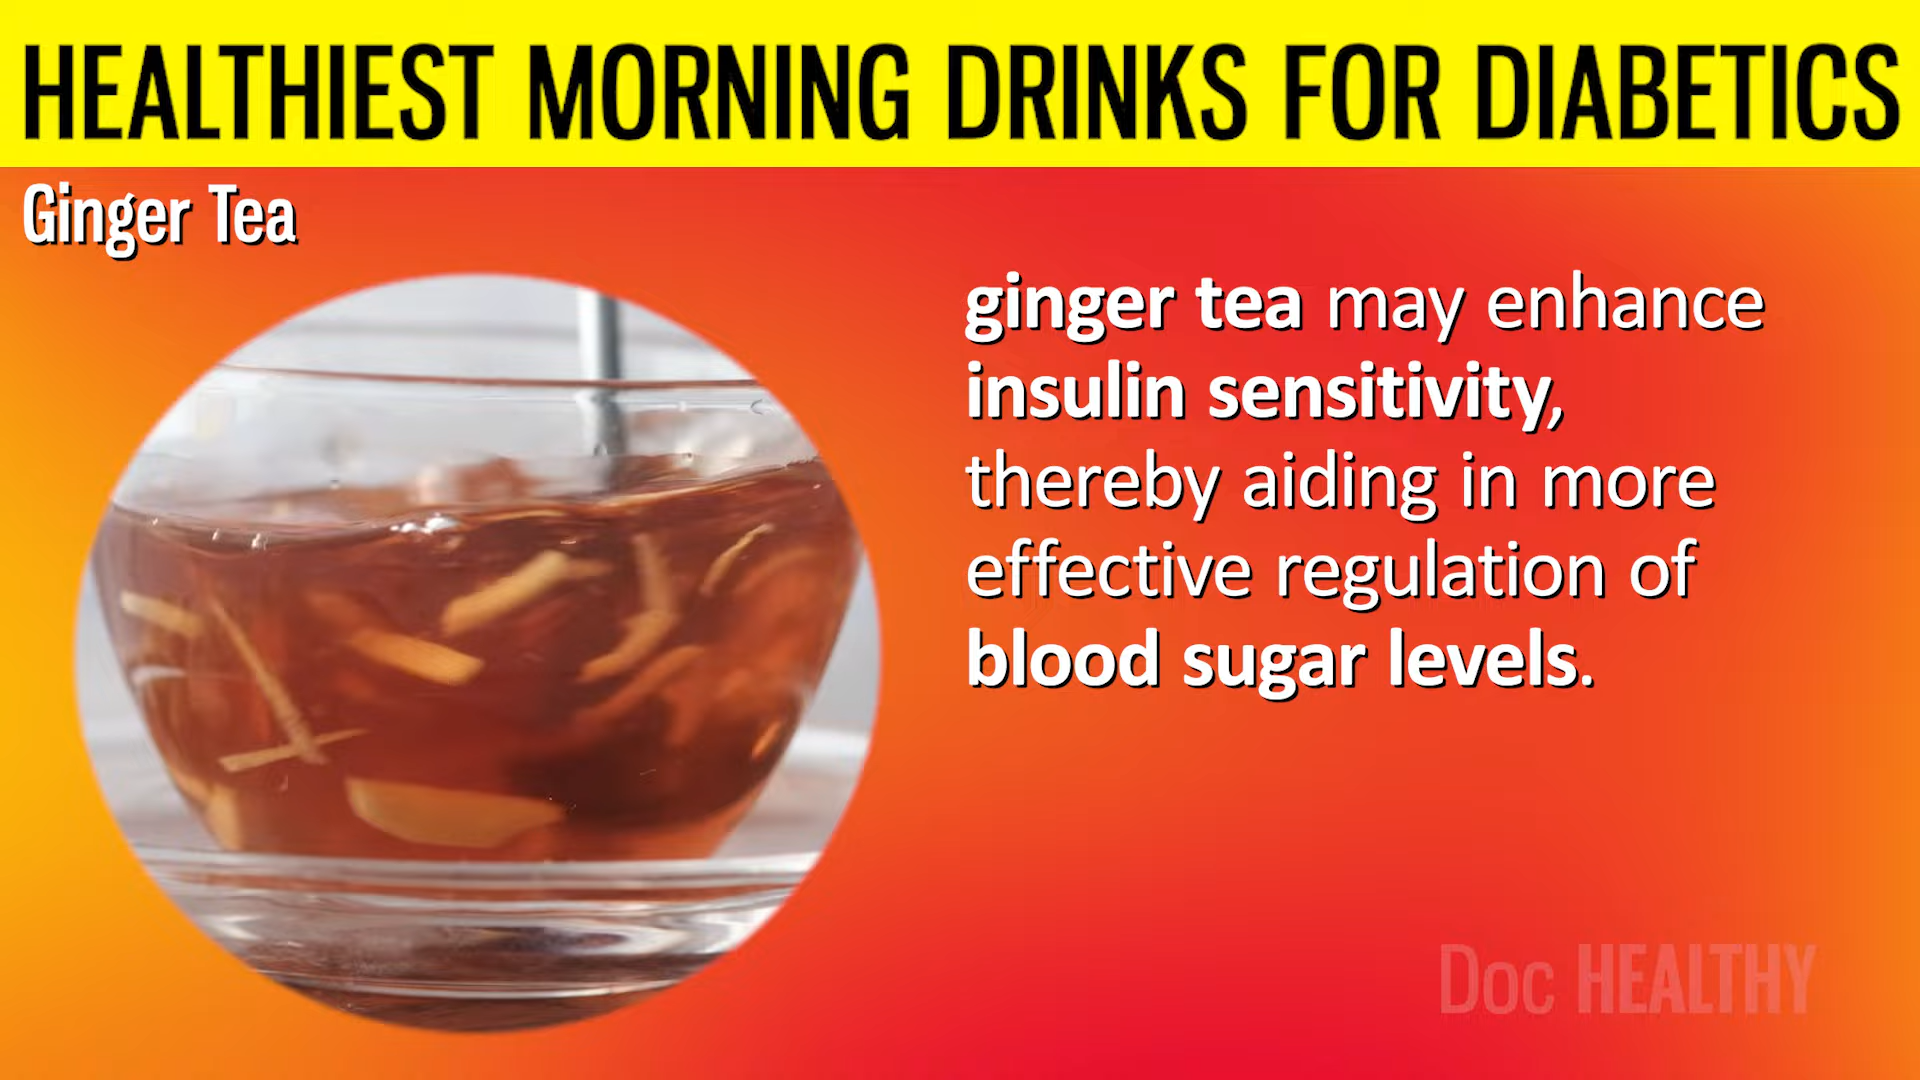 HEALTHIEST MORNING DRINKS FOR DIABETICS
Ginger Tea
ginger tea may enhance
insulin sensitivity,
thereby aiding in more
effective regulation of
blood sugar levels.
Doc HEALTHY